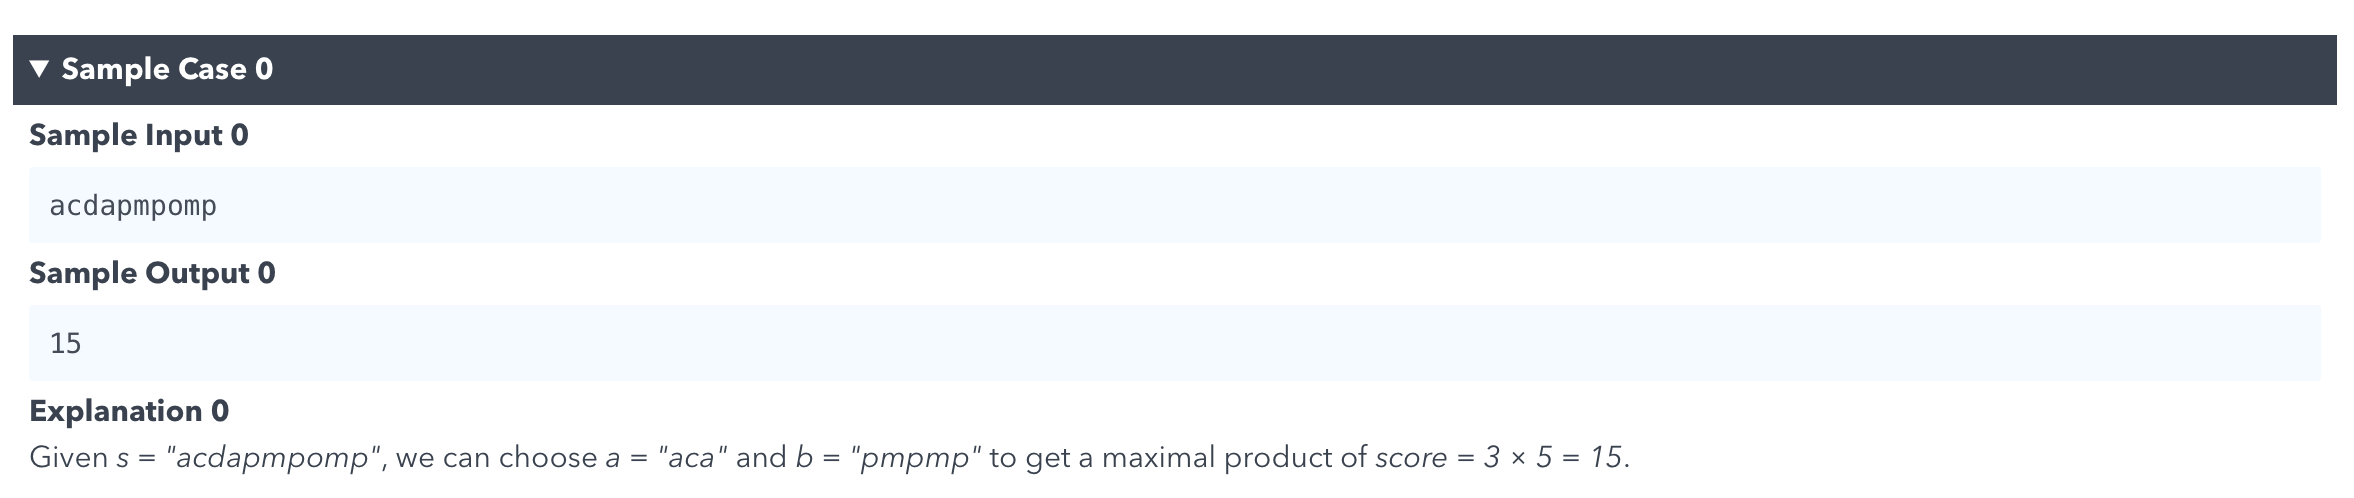 ▼ Sample Case 0
Sample Input 0
acdapmpomp
Sample Output 0
15
Explanation 0
Given s = "acdapmpomp", we can choose a = "aca" and b = "pmpmp" to get a maximal product of score = 3 × 5 = 15.